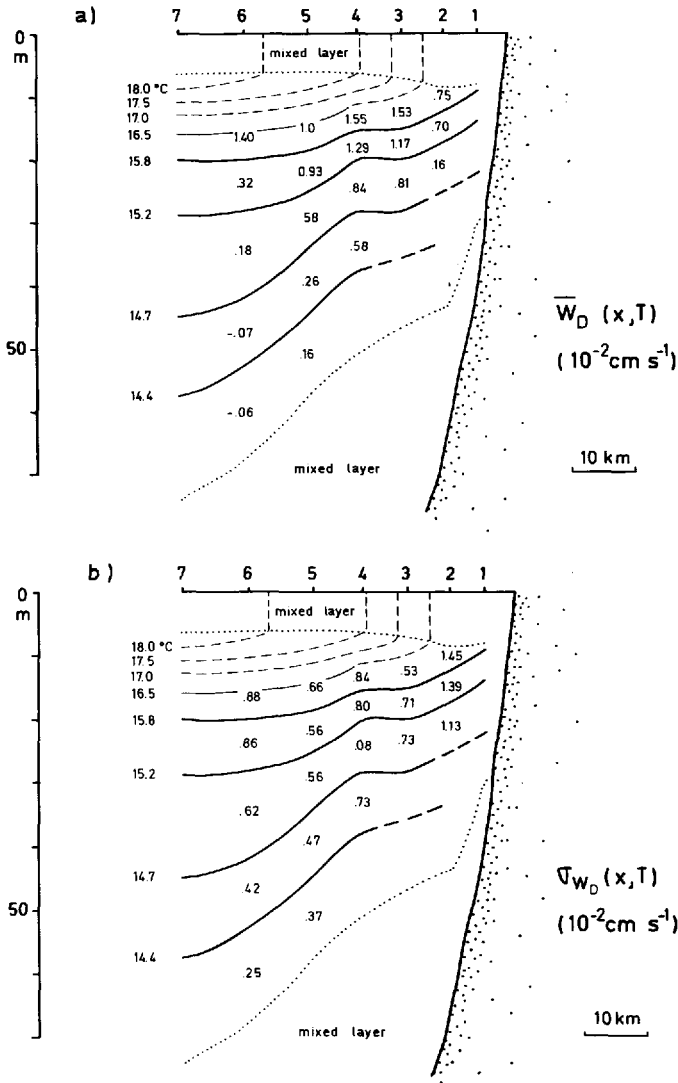 a)
7 6 5 4 3 2 1
0
m
mixed layer
18.0 °C
.75
17.5
17.0
1.55 1.53
16.5
1.40 1.0
.70
1.29 1.17
15.8
.16
0.93
.32
.84 .81
15.2
.58
.18
.58
.26
14.7
-.07
50
.16
14.4
-.06
mixed layer
W̅D (x,T)
(10-2cm s-1)
10 km
b)
7 6 5 4 3 2 1
0
m
mixed layer
18.0 °C
1.45
17.5
17.0
.84 .53
16.5
.88 .66
1.39
.80 .71
15.8
1.13
.56
.86
.08 .73
15.2
.56
.62
.73
.47
14.7
.42
50
.37
14.4
.25
mixed layer
σWD (x,T)
(10-2cm s-1)
10 km